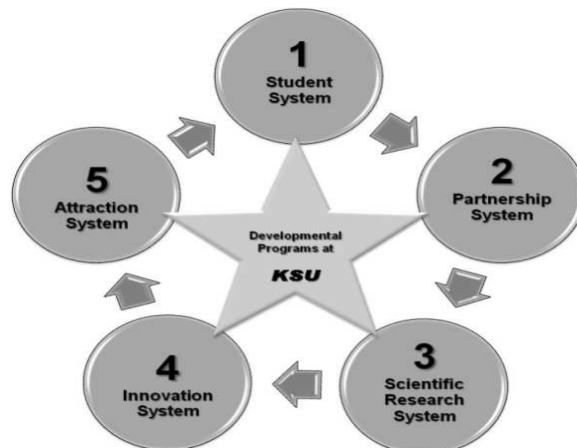 1
Student
System
2
Partnership
System
3
Scientific
Research
System
4
Innovation
System
5
Attraction
System
Developmental
Programs at
KSU